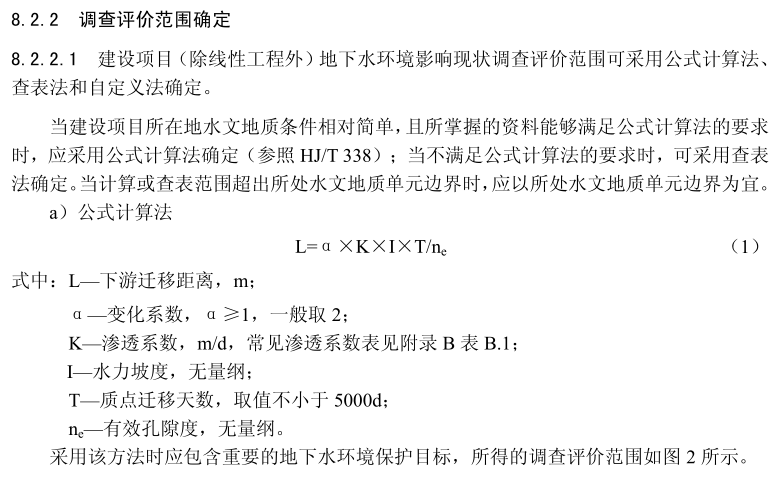 8.2.2 调查评价范围确定
8.2.2.1 建设项目（除线性工程外）地下水环境影响现状调查评价范围可采用公式计算法、
查表法和自定义法确定。
当建设项目所在地水文地质条件相对简单，且所掌握的资料能够满足公式计算法的要求
时，应采用公式计算法确定（参照 HJ/T 338）；当不满足公式计算法的要求时，可采用查表
法确定。当计算或查表范围超出所处水文地质单元边界时，应以所处水文地质单元边界为宜。
a）公式计算法
L=α×K×I×T/ne （1）
式中：L—下游迁移距离，m；
α—变化系数，α≥1，一般取 2；
K—渗透系数，m/d，常见渗透系数表见附录 B 表 B.1；
I—水力坡度，无量纲；
T—质点迁移天数，取值不小于 5000d；
ne—有效孔隙度，无量纲。
采用该方法时应包含重要的地下水环境保护目标，所得的调查评价范围如图 2 所示。